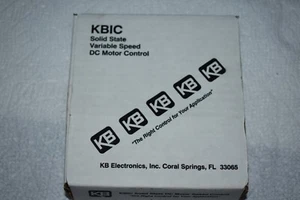 KBIC
Solid State
Variable Speed
DC Motor Control
KB KB KB KB KB
"The Right Control for Your Application"
KB Electronics, Inc. Coral Springs, FL 33065
KB